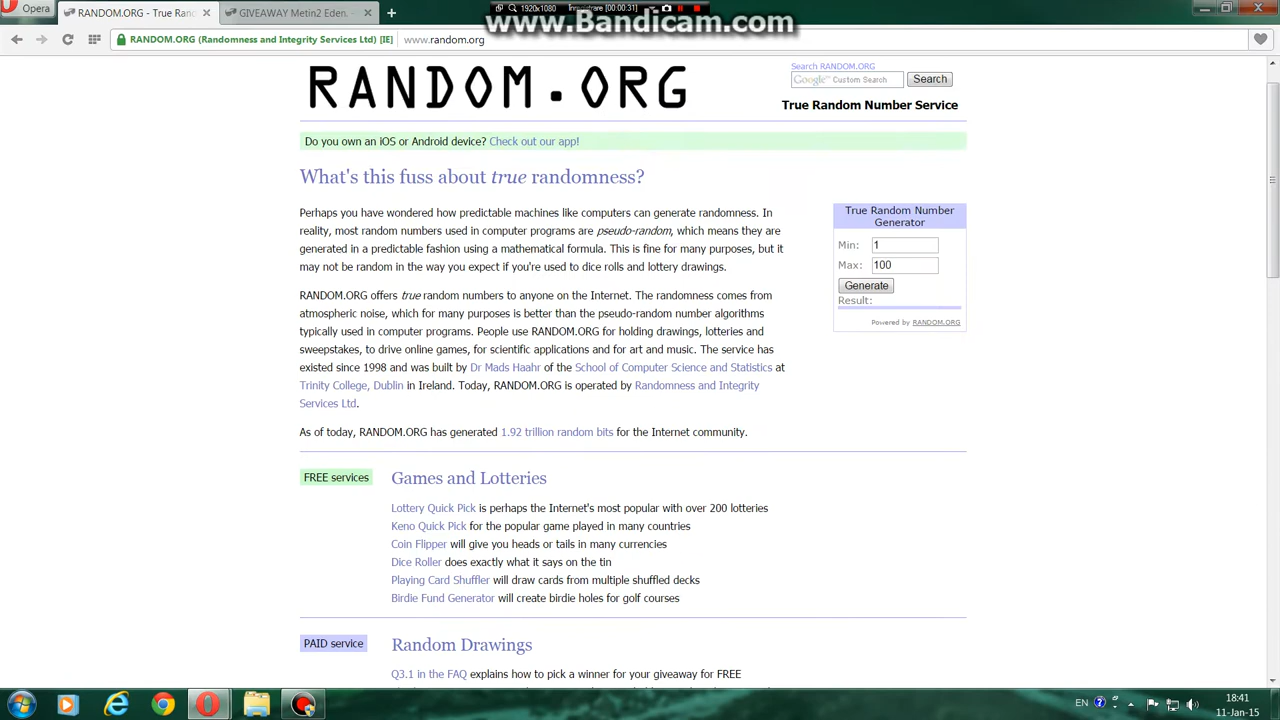 Opera
RANDOM.ORG - True Ran
GIVEAWAY Metin2 Eden.
1920x1080
[00:00:31]
www.Bandicam.com
RANDOM.ORG (Randomness and Integrity Services Ltd) [IE]
www.random.org
RANDOM.ORG
Search RANDOM.ORG
Google™ Custom Search
Search
True Random Number Service
Do you own an iOS or Android device? Check out our app!
What's this fuss about true randomness?
Perhaps you have wondered how predictable machines like computers can generate randomness. In
reality, most random numbers used in computer programs are pseudo-random, which means they are
generated in a predictable fashion using a mathematical formula. This is fine for many purposes, but it
may not be random in the way you expect if you're used to dice rolls and lottery drawings.
RANDOM.ORG offers true random numbers to anyone on the Internet. The randomness comes from
atmospheric noise, which for many purposes is better than the pseudo-random number algorithms
typically used in computer programs. People use RANDOM.ORG for holding drawings, lotteries and
sweepstakes, to drive online games, for scientific applications and for art and music. The service has
existed since 1998 and was built by Dr Mads Haahr of the School of Computer Science and Statistics at
Trinity College, Dublin in Ireland. Today, RANDOM.ORG is operated by Randomness and Integrity
Services Ltd.
As of today, RANDOM.ORG has generated 1.92 trillion random bits for the Internet community.
True Random Number
Generator
Min: 1
Max: 100
Generate
Result:
Powered by RANDOM.ORG
FREE services
Games and Lotteries
Lottery Quick Pick is perhaps the Internet's most popular with over 200 lotteries
Keno Quick Pick for the popular game played in many countries
Coin Flipper will give you heads or tails in many currencies
Dice Roller does exactly what it says on the tin
Playing Card Shuffler will draw cards from multiple shuffled decks
Birdie Fund Generator will create birdie holes for golf courses
PAID service
Random Drawings
Q3.1 in the FAQ explains how to pick a winner for your giveaway for FREE
EN
18:41
11-Jan-15